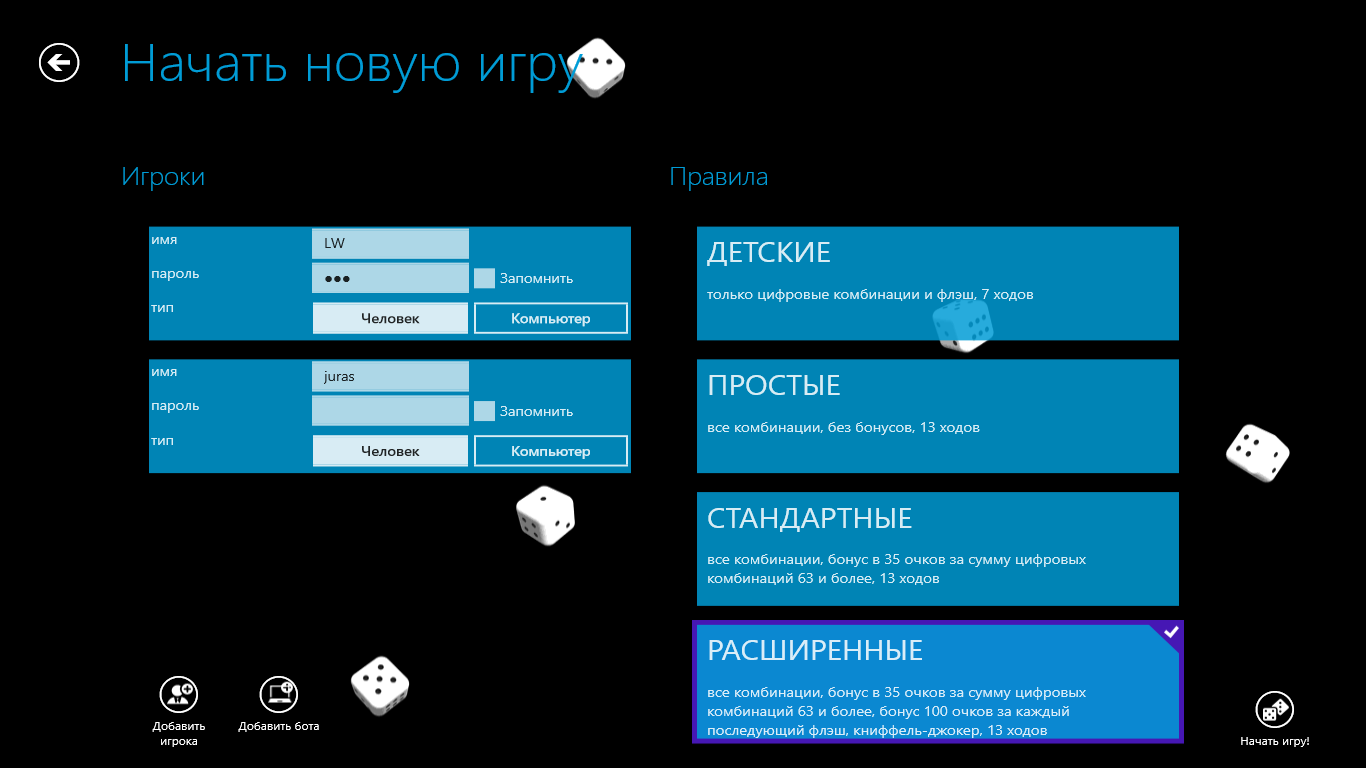 Начать новую игру
Игроки
имя
LW
пароль
●●●
Запомнить
тип
Человек
Компьютер
имя
juras
пароль
Запомнить
тип
Человек
Компьютер
Добавить
игрока
Добавить бота
Правила
ДЕТСКИЕ
только цифровые комбинации и флэш, 7 ходов
ПРОСТЫЕ
все комбинации, без бонусов, 13 ходов
СТАНДАРТНЫЕ
все комбинации, бонус в 35 очков за сумму цифровых
комбинаций 63 и более, 13 ходов
РАСШИРЕННЫЕ
все комбинации, бонус в 35 очков за сумму цифровых
комбинаций 63 и более, бонус 100 очков за каждый
последующий флэш, книффель-джокер, 13 ходов
Начать игру!